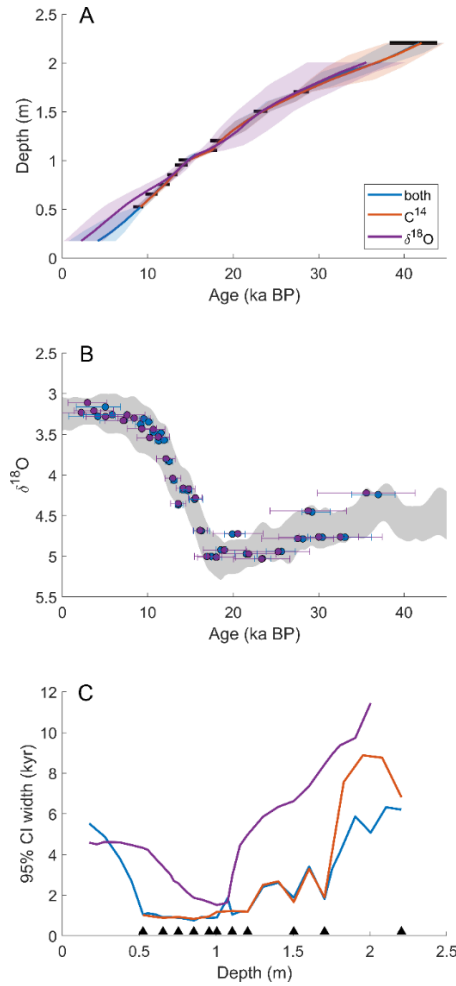 A
2.5
2
1.5
1
0.5
0
Depth (m)
both
C¹⁴
δ¹⁸O
0 10 20 30 40
Age (ka BP)
B
2.5
3
3.5
4
4.5
5
5.5
δ¹⁸O
0 10 20 30 40
Age (ka BP)
C
12
10
8
6
4
2
0
95% CI width (kyr)
0 0.5 1 1.5 2 2.5
Depth (m)